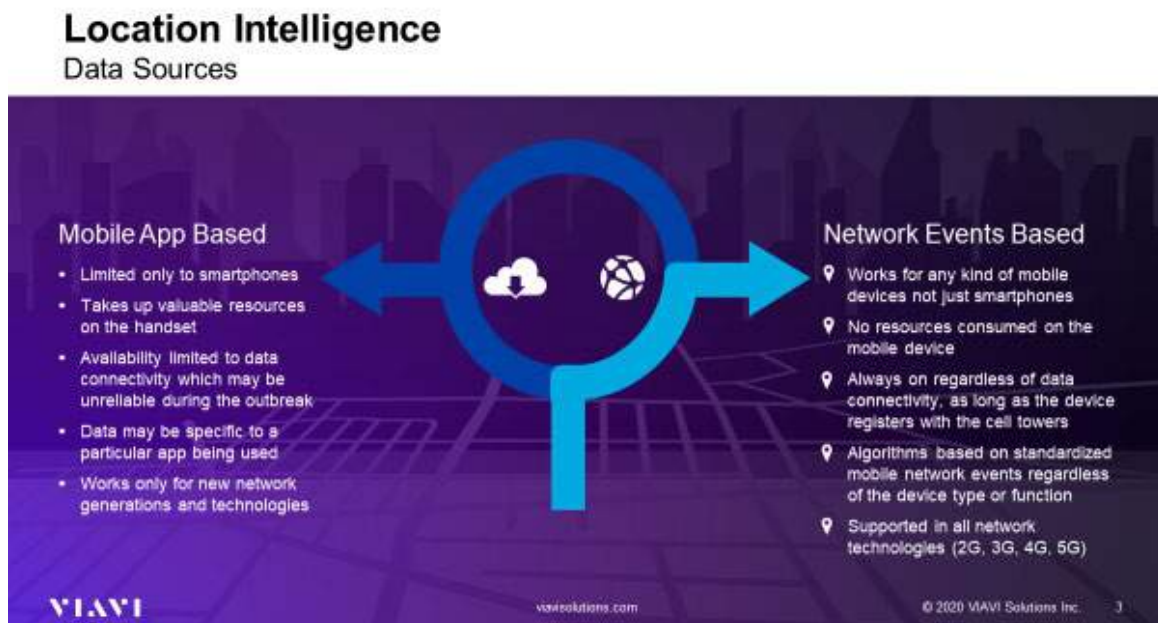 Location Intelligence
Data Sources
Mobile App Based
Limited only to smartphones
Takes up valuable resources
on the handset
Availability limited to data
connectivity which may be
unreliable during the outbreak
Data may be specific to a
particular app being used
Works only for new network
generations and technologies
Network Events Based
Works for any kind of mobile
devices not just smartphones
No resources consumed on the
mobile device
Always on regardless of data
connectivity, as long as the device
registers with the cell towers
Algorithms based on standardized
mobile network events regardless
of the device type or function
Supported in all network
technologies (2G, 3G, 4G, 5G)
VIAVI
viavisolutions.com
© 2020 VIAVI Solutions Inc.
3